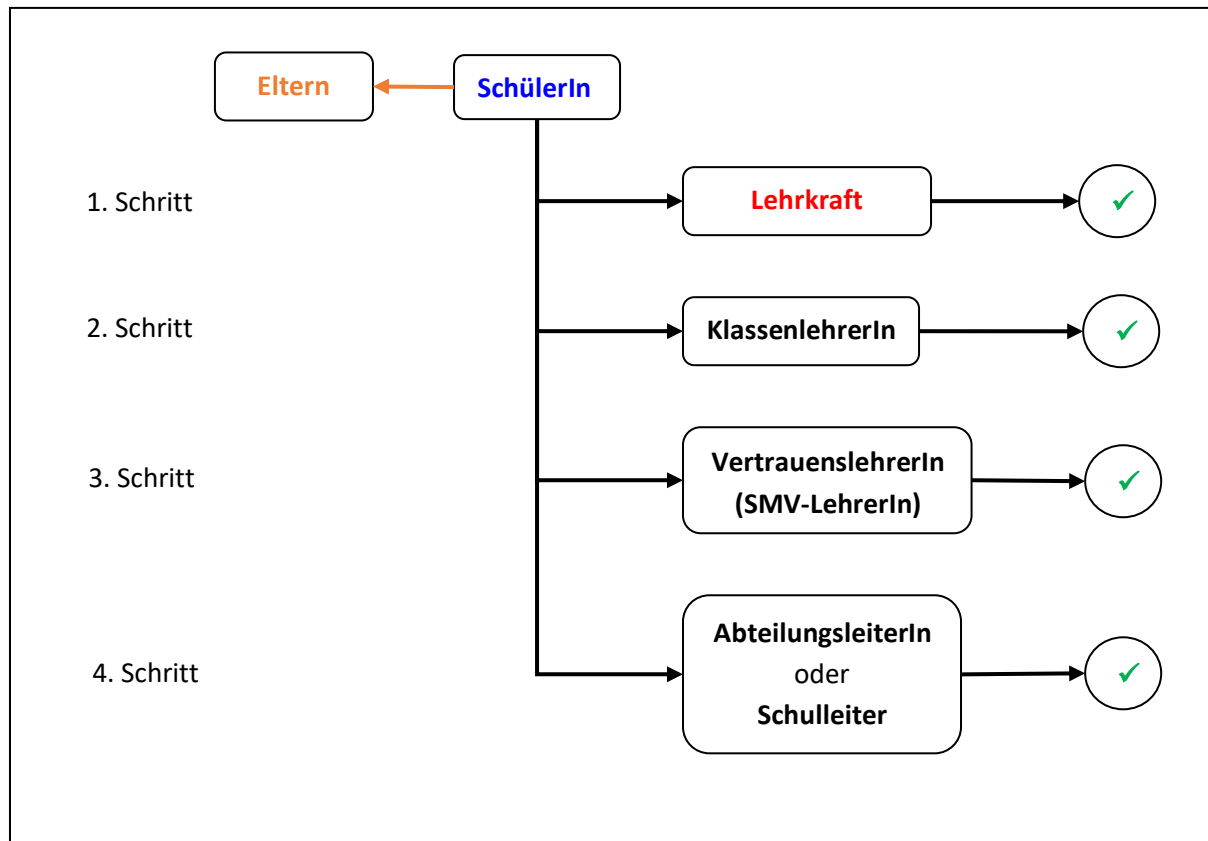 Eltern
SchülerIn
1. Schritt
Lehrkraft
✓
2. Schritt
KlassenlehrerIn
✓
3. Schritt
VertrauenslehrerIn
(SMV-LehrerIn)
✓
4. Schritt
AbteilungsleiterIn
oder
Schulleiter
✓